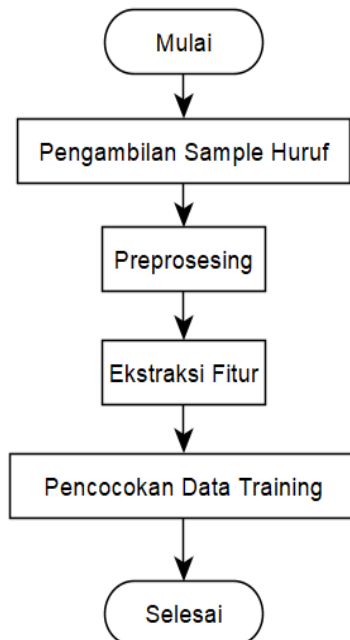 Mulai
Pengambilan Sample Huruf
Preprosesing
Ekstraksi Fitur
Pencocokan Data Training
Selesai